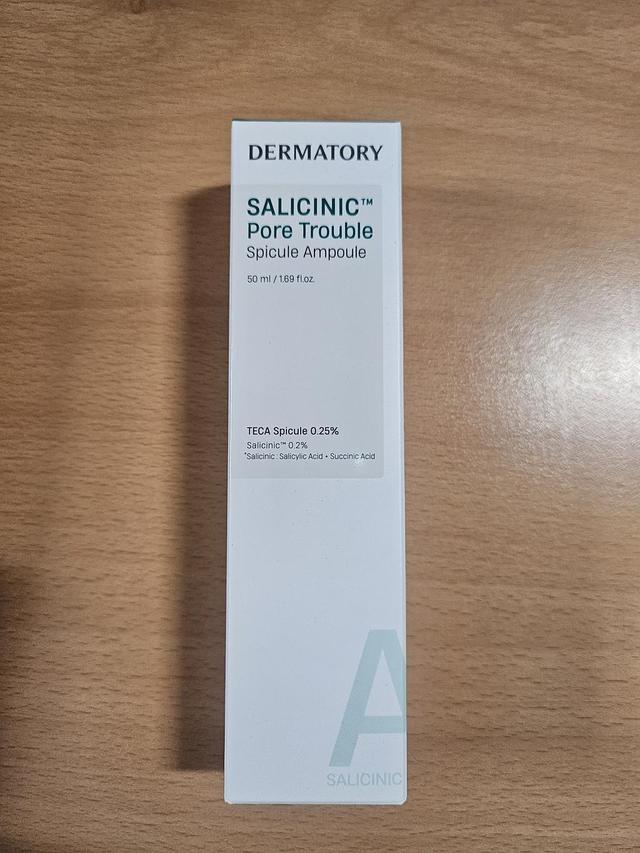 DERMATORY
SALICINIC™
Pore Trouble
Spicule Ampoule
50 ml / 1.69 fl.oz.
TECA Spicule 0.25%
Salicinic™ 0.2%
*Salicinic : Salicylic Acid + Succinic Acid
A
SALICINIC